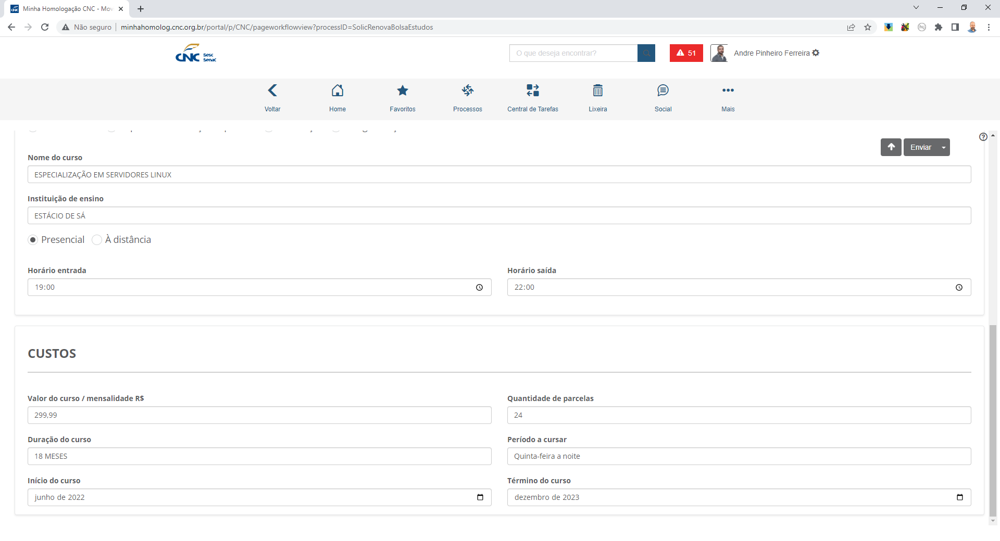 Minha Homologação CNC - Mov
Não seguro
minhahomolog.cnc.org.br/portal/p/CNC/pageworkflowview?processID=SolicRenovaBolsaEstudos
CNC Sesc
Senac
O que deseja encontrar?
51
Andre Pinheiro Ferreira
Voltar
Home
Favoritos
Processos
Central de Tarefas
Lixeira
Social
Mais
Enviar
Nome do curso
ESPECIALIZAÇÃO EM SERVIDORES LINUX
Instituição de ensino
ESTÁCIO DE SÁ
Presencial À distância
Horário entrada
19:00
Horário saída
22:00
CUSTOS
Valor do curso / mensalidade R$
299,99
Quantidade de parcelas
24
Duração do curso
18 MESES
Período a cursar
Quinta-feira a noite
Início do curso
junho de 2022
Término do curso
dezembro de 2023